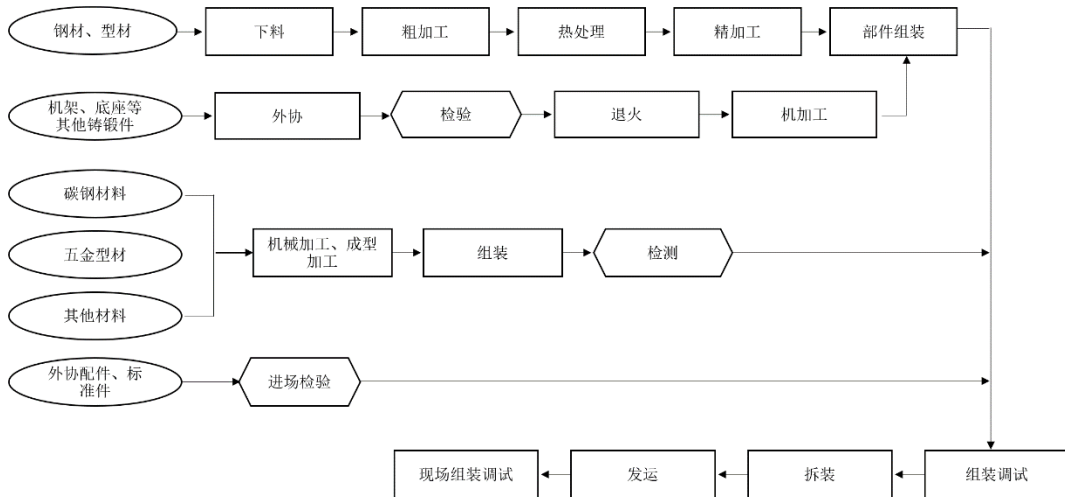 钢材、型材
下料
粗加工
热处理
精加工
部件组装
机架、底座等
其他铸锻件
外协
检验
退火
机加工
碳钢材料
五金型材
其他材料
机械加工、成型
加工
组装
检测
外协配件、标
准件
进场检验
现场组装调试
发运
拆装
组装调试